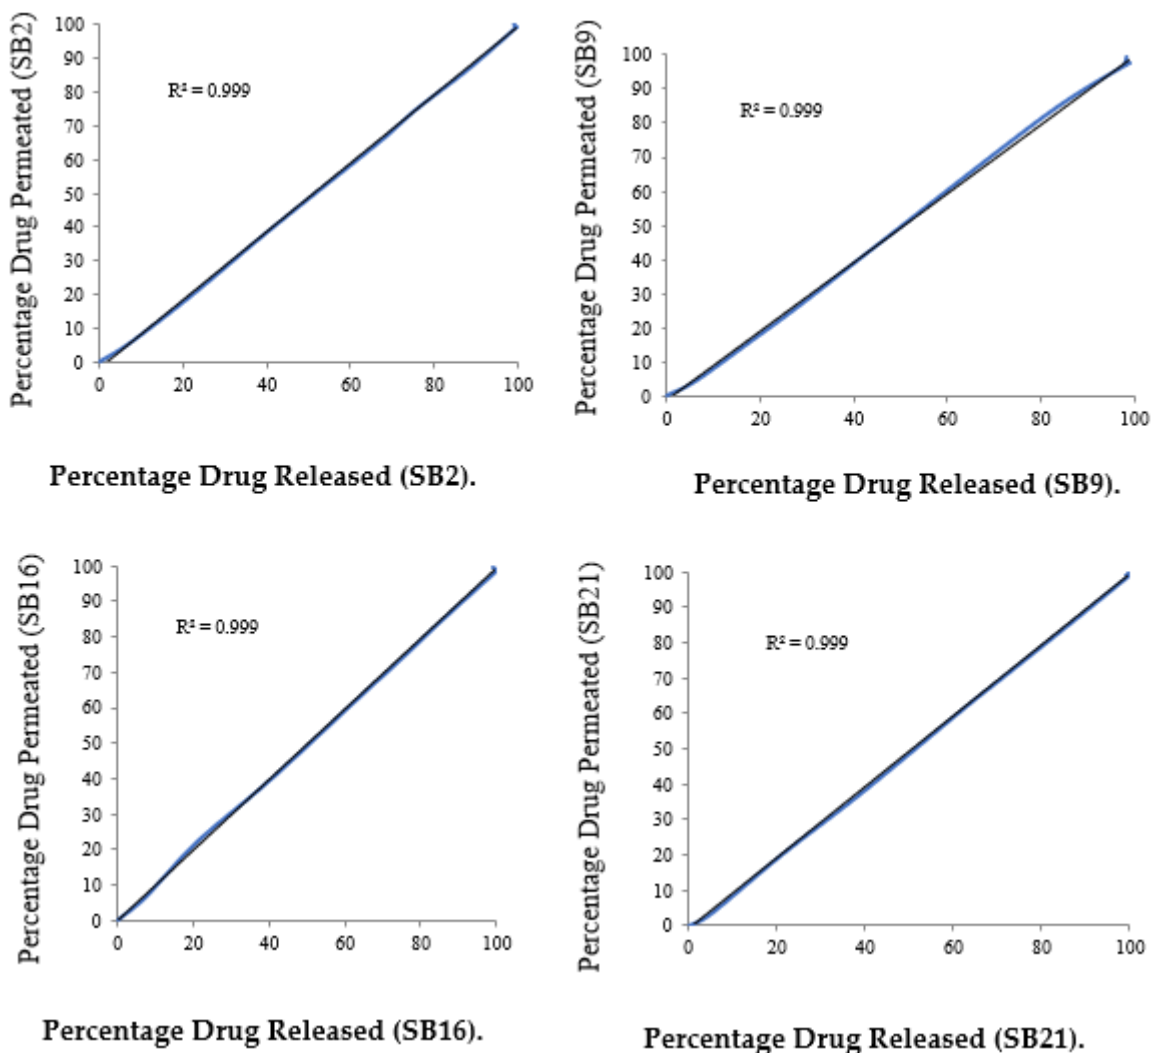 Percentage Drug Permeated (SB2)
100
90
80
70
60
50
40
30
20
10
0
R² = 0.999
0 20 40 60 80 100
Percentage Drug Released (SB2).
Percentage Drug Permeated (SB9)
100
90
80
70
60
50
40
30
20
10
0
R² = 0.999
0 20 40 60 80 100
Percentage Drug Released (SB9).
Percentage Drug Permeated (SB16)
100
90
80
70
60
50
40
30
20
10
0
R² = 0.999
0 20 40 60 80 100
Percentage Drug Released (SB16).
Percentage Drug Permeated (SB21)
100
90
80
70
60
50
40
30
20
10
0
R² = 0.999
0 20 40 60 80 100
Percentage Drug Released (SB21).